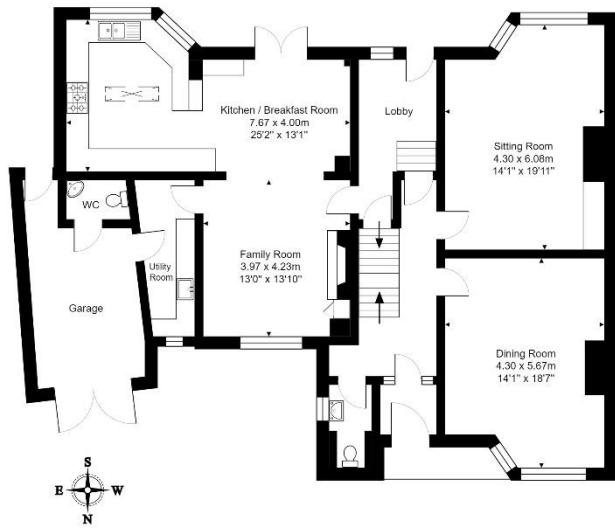 Kitchen / Breakfast Room
7.67 x 4.00m
25'2" x 13'1"
Lobby
Sitting Room
4.30 x 6.08m
14'1" x 19'11"
WC
Utility
Room
Family Room
3.97 x 4.23m
13'0" x 13'10"
Garage
Dining Room
4.30 x 5.67m
14'1" x 18'7"
S
E W
N